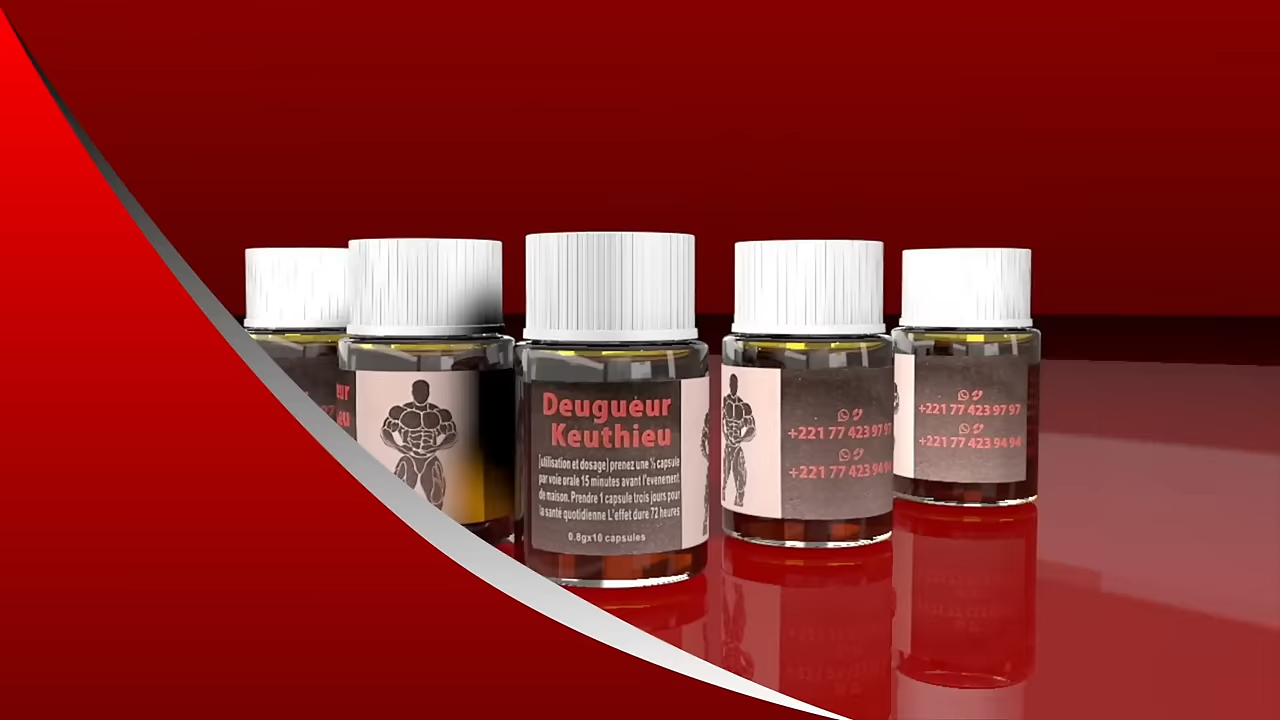 Deugueur
Keuthieu
[utilisation et dosage] prenez une ½ capsule
par voie orale 15 minutes avant l'evenement
de maison. Prendre 1 capsule trois jours pour
la santé quotidienne L'effet dure 72 heures
0.8gx10 capsules
+221 77 423 97 97
+221 77 423 94 94
+221 77 423 97 97
+221 77 423 94 94